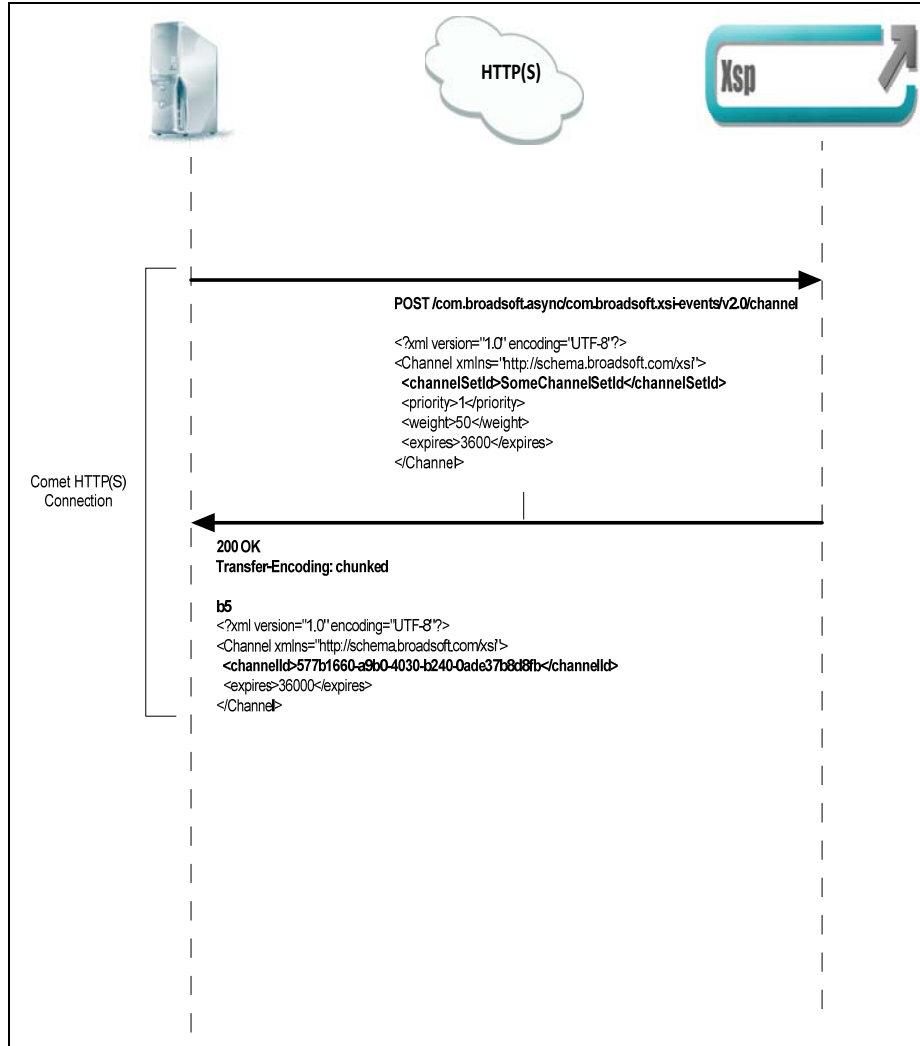 HTTP(S)
Xsp
POST /com.broadsoft.async/com.broadsoft.xsi-events/v2.0/channel
<?xml version="1.0" encoding="UTF-8"?>
<Channel xmlns="http://schema.broadsoft.com/xsi">
<channelSetId>SomeChannelSetId</channelSetId>
<priority>1</priority>
<weight>50</weight>
<expires>3600</expires>
</Channel>
Comet HTTP(S)
Connection
200 OK
Transfer-Encoding: chunked
b5
<?xml version="1.0" encoding="UTF-8"?>
<Channel xmlns="http://schema.broadsoft.com/xsi">
<channelId>577b1660-a9b0-4030-b240-0ade37b8d8fb</channelId>
<expires>36000</expires>
</Channel>